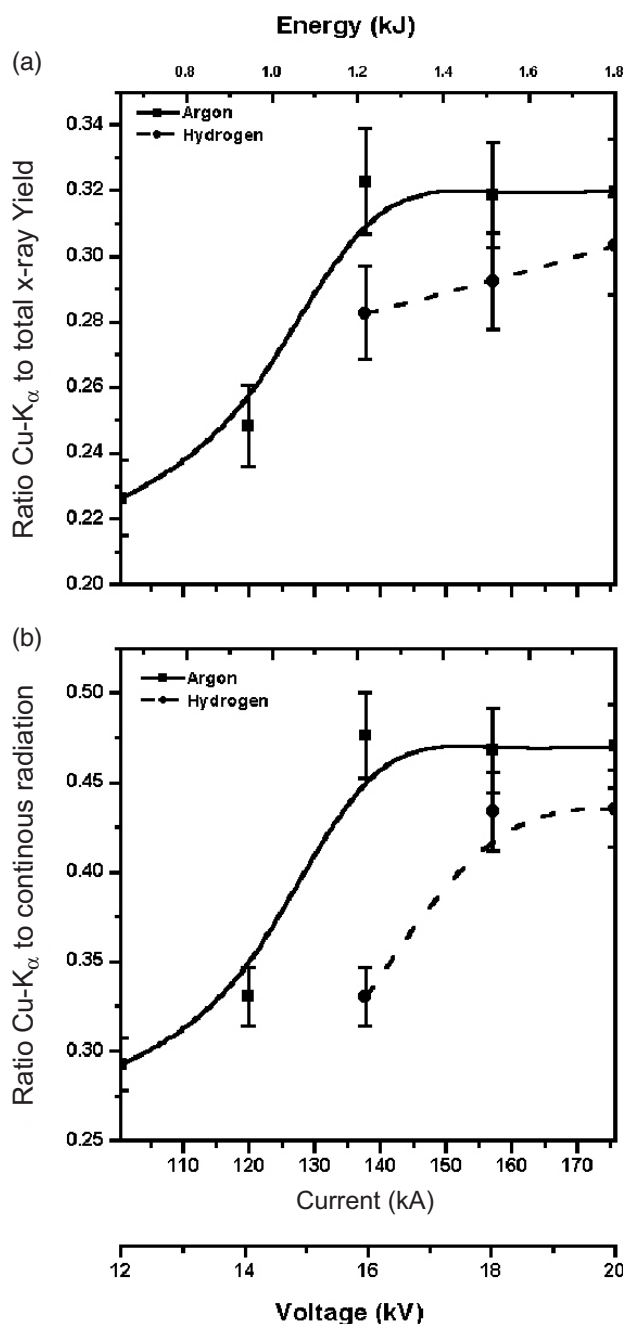 Energy (kJ)
(a)
0.8 1.0 1.2 1.4 1.6 1.8
Argon
Hydrogen
0.34
0.32
0.30
0.28
0.26
0.24
0.22
0.20
Ratio Cu-Kα to total x-ray Yield
(b)
Argon
Hydrogen
0.50
0.45
0.40
0.35
0.30
0.25
Ratio Cu-Kα to continous radiation
110 120 130 140 150 160 170
Current (kA)
12 14 16 18 20
Voltage (kV)